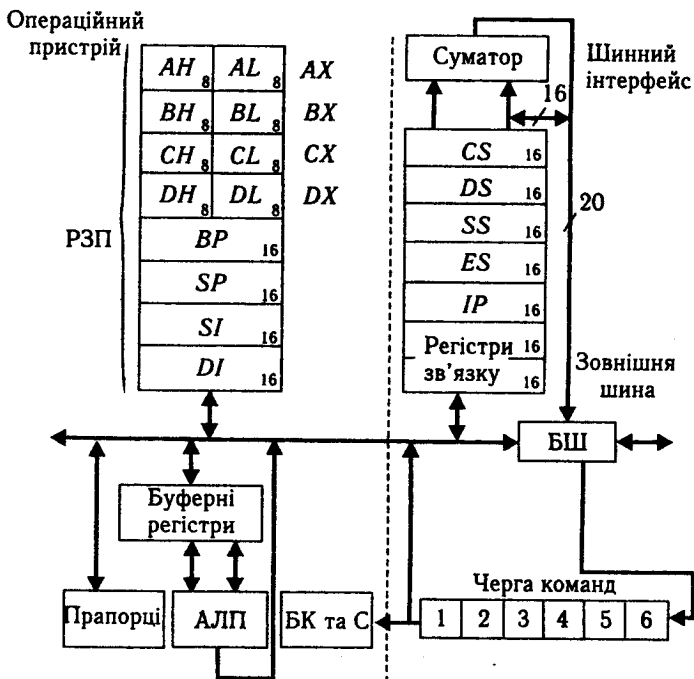 Операційний
пристрій
AH 8 AL 8 AX
BH 8 BL 8 BX
CH 8 CL 8 CX
DH 8 DL 8 DX
РЗП
BP 16
SP 16
SI 16
DI 16
Суматор
Шинний
інтерфейс
16
CS 16
DS 16
20
SS 16
ES 16
IP 16
Регістри 16
зв'язку 16
Зовнішня
шина
БШ
Буферні
регістри
Прапорці
АЛП
БК та С
Черга команд
1 2 3 4 5 6